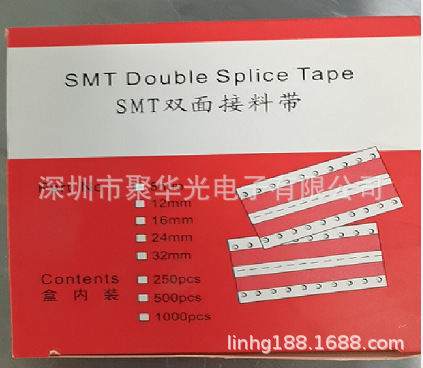 SMT Double Splice Tape
SMT双面接料带
深圳市聚华光电子有限公司
12mm
16mm
24mm
32mm
Contents
盒内装
250pcs
500pcs
1000pcs
linhg188.1688.com